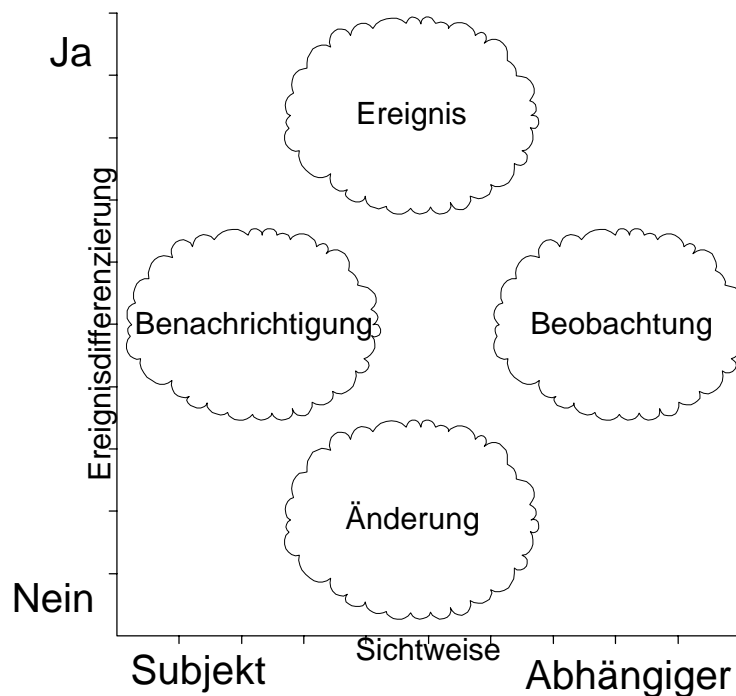 Ja
Ereignis
Ereignisdifferenzierung
Benachrichtigung
Beobachtung
Änderung
Nein
Sichtweise
Subjekt
Abhängiger